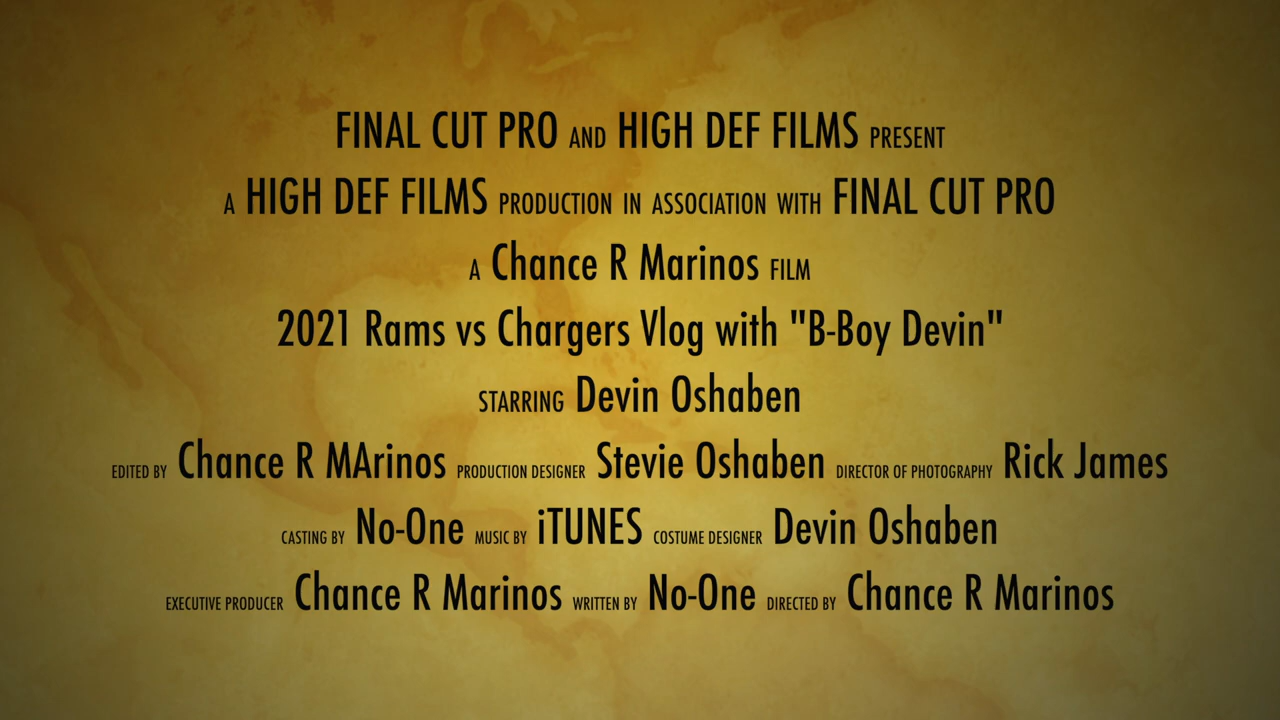 FINAL CUT PRO AND HIGH DEF FILMS PRESENT
A HIGH DEF FILMS PRODUCTION IN ASSOCIATION WITH FINAL CUT PRO
A Chance R Marinos FILM
2021 Rams vs Chargers Vlog with "B-Boy Devin"
STARRING Devin Oshaben
EDITED BY Chance R MArinos PRODUCTION DESIGNER Stevie Oshaben DIRECTOR OF PHOTOGRAPHY Rick James
CASTING BY No-One MUSIC BY iTUNES COSTUME DESIGNER Devin Oshaben
EXECUTIVE PRODUCER Chance R Marinos WRITTEN BY No-One DIRECTED BY Chance R Marinos